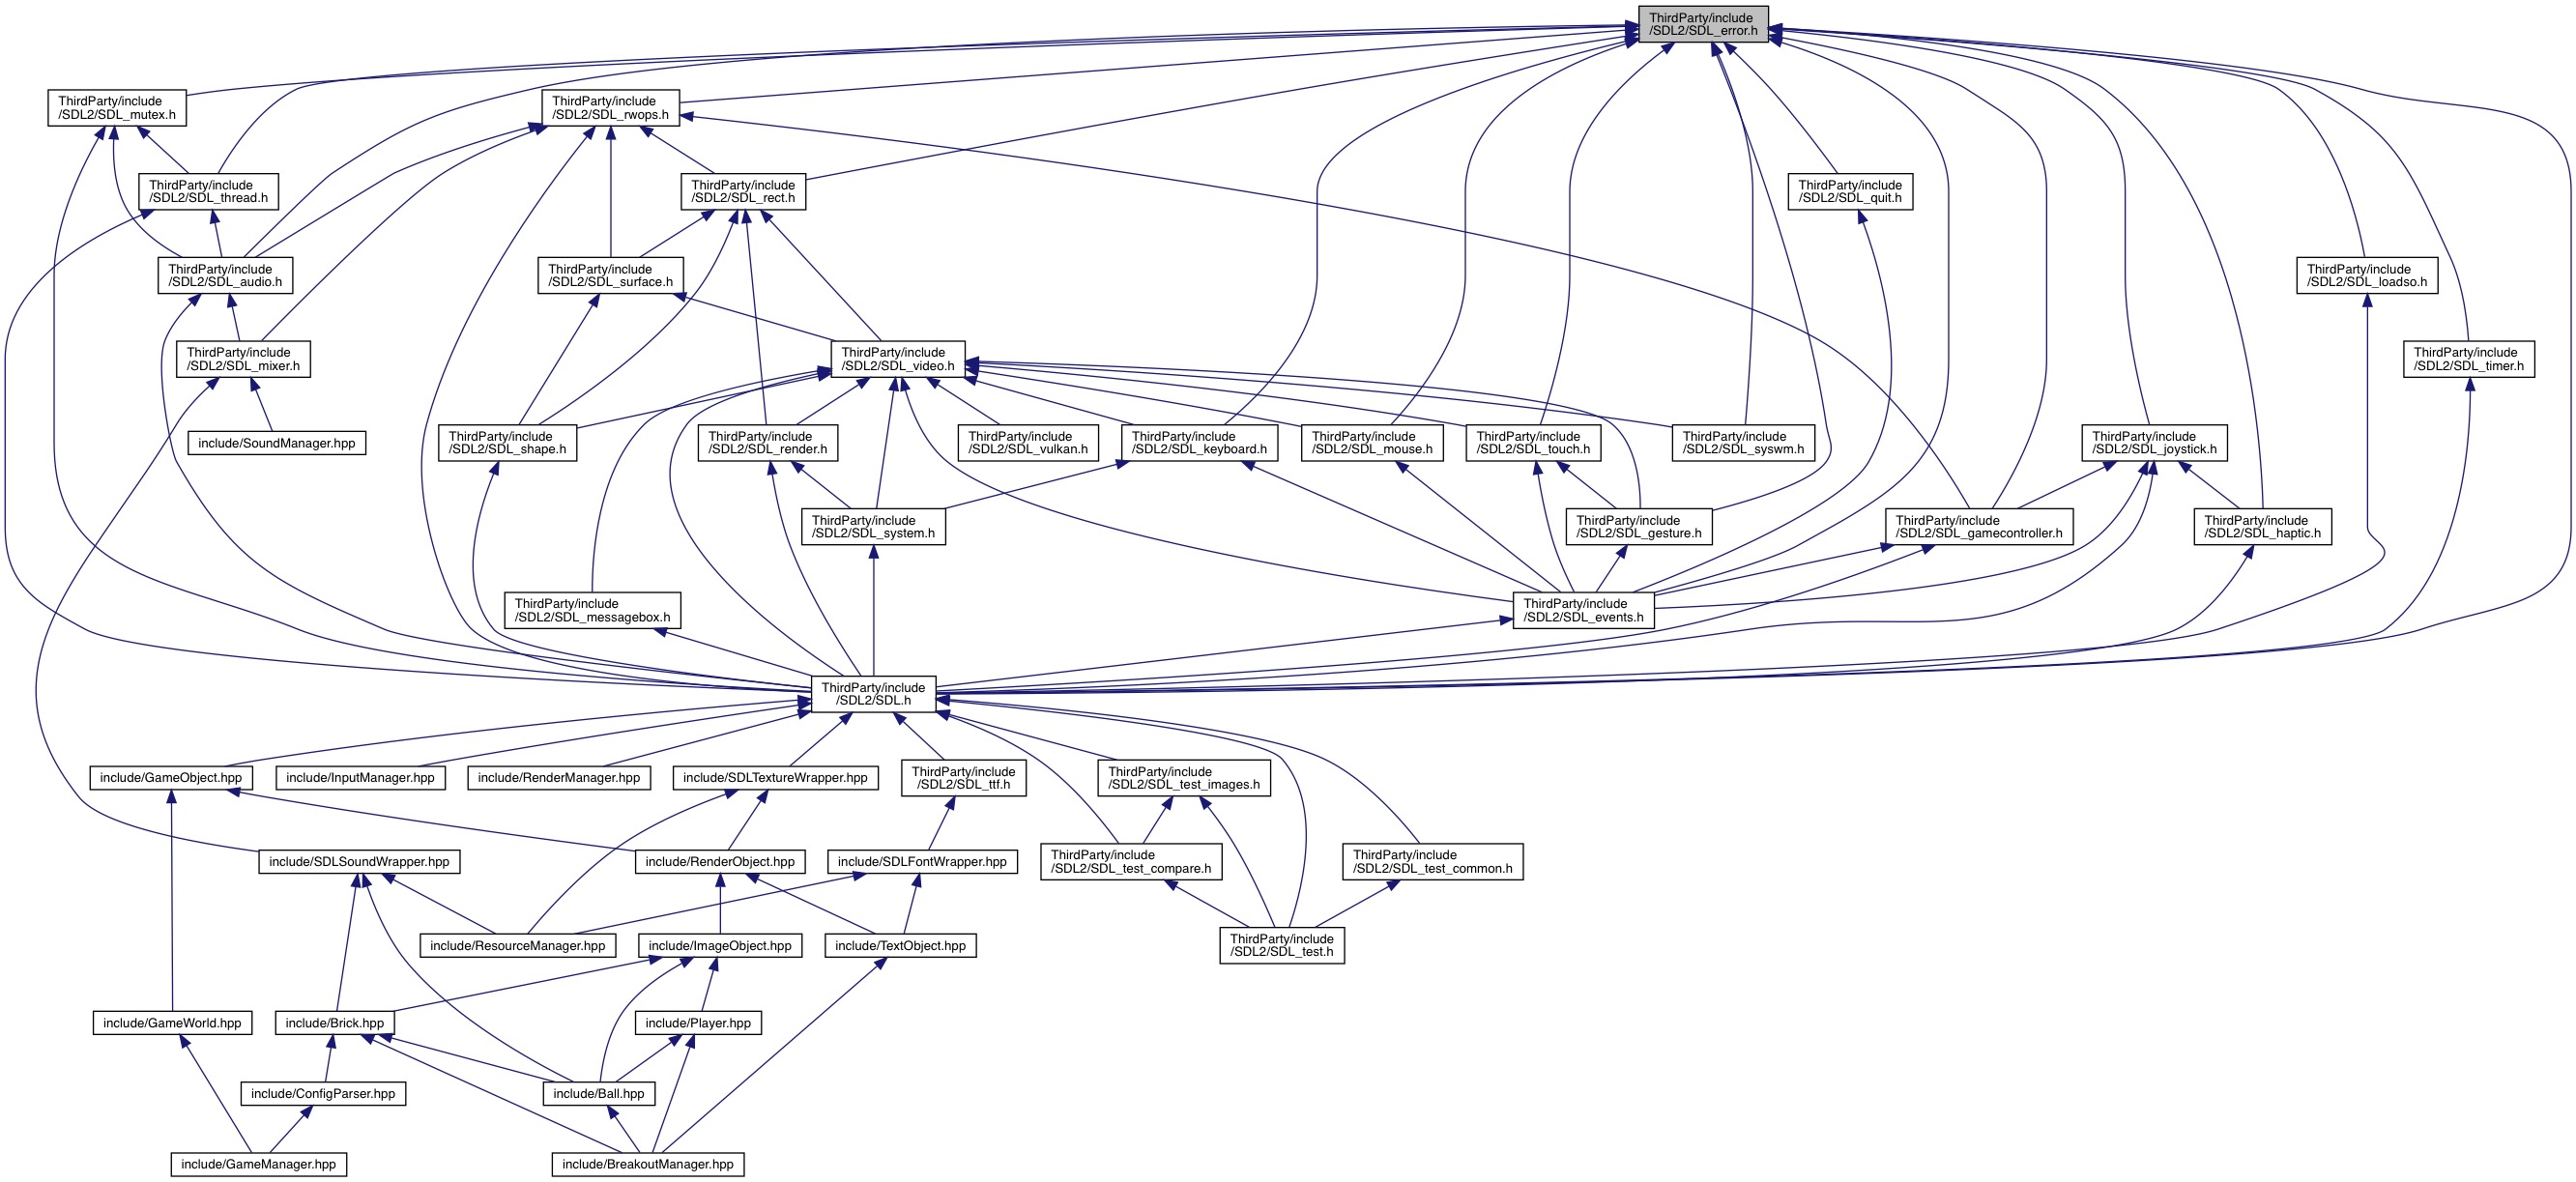 ThirdParty/include
/SDL2/SDL_error.h
ThirdParty/include
/SDL2/SDL_mutex.h
ThirdParty/include
/SDL2/SDL_rwops.h
ThirdParty/include
/SDL2/SDL_thread.h
ThirdParty/include
/SDL2/SDL_rect.h
ThirdParty/include
/SDL2/SDL_quit.h
ThirdParty/include
/SDL2/SDL_audio.h
ThirdParty/include
/SDL2/SDL_surface.h
ThirdParty/include
/SDL2/SDL_loadso.h
ThirdParty/include
/SDL2/SDL_mixer.h
ThirdParty/include
/SDL2/SDL_video.h
ThirdParty/include
/SDL2/SDL_timer.h
include/SoundManager.hpp
ThirdParty/include
/SDL2/SDL_shape.h
ThirdParty/include
/SDL2/SDL_render.h
ThirdParty/include
/SDL2/SDL_vulkan.h
ThirdParty/include
/SDL2/SDL_keyboard.h
ThirdParty/include
/SDL2/SDL_mouse.h
ThirdParty/include
/SDL2/SDL_touch.h
ThirdParty/include
/SDL2/SDL_syswm.h
ThirdParty/include
/SDL2/SDL_joystick.h
ThirdParty/include
/SDL2/SDL_system.h
ThirdParty/include
/SDL2/SDL_gesture.h
ThirdParty/include
/SDL2/SDL_gamecontroller.h
ThirdParty/include
/SDL2/SDL_haptic.h
ThirdParty/include
/SDL2/SDL_messagebox.h
ThirdParty/include
/SDL2/SDL_events.h
ThirdParty/include
/SDL2/SDL.h
include/GameObject.hpp
include/InputManager.hpp
include/RenderManager.hpp
include/SDLTextureWrapper.hpp
ThirdParty/include
/SDL2/SDL_ttf.h
ThirdParty/include
/SDL2/SDL_test_images.h
include/SDLSoundWrapper.hpp
include/RenderObject.hpp
include/SDLFontWrapper.hpp
ThirdParty/include
/SDL2/SDL_test_compare.h
ThirdParty/include
/SDL2/SDL_test_common.h
include/ResourceManager.hpp
include/ImageObject.hpp
include/TextObject.hpp
ThirdParty/include
/SDL2/SDL_test.h
include/GameWorld.hpp
include/Brick.hpp
include/Player.hpp
include/ConfigParser.hpp
include/Ball.hpp
include/GameManager.hpp
include/BreakoutManager.hpp